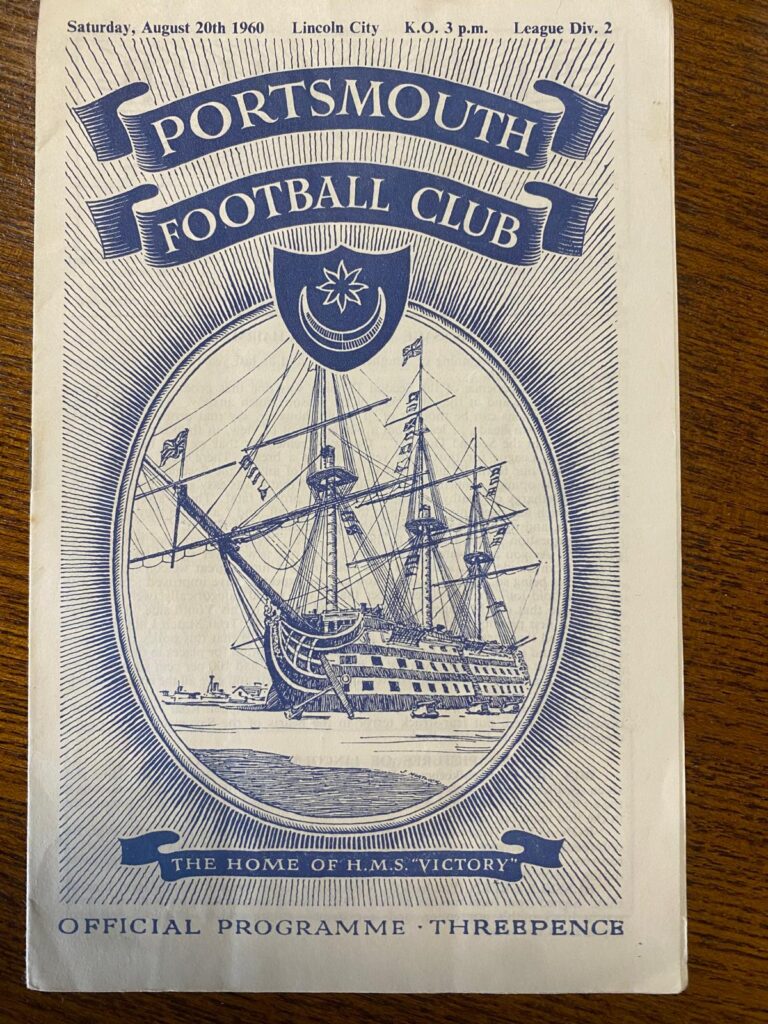 Saturday, August 20th 1960 Lincoln City K.O. 3 p.m. League Div. 2
PORTSMOUTH
FOOTBALL CLUB
THE HOME OF H.M.S. "VICTORY"
OFFICIAL PROGRAMME · THREEPENCE